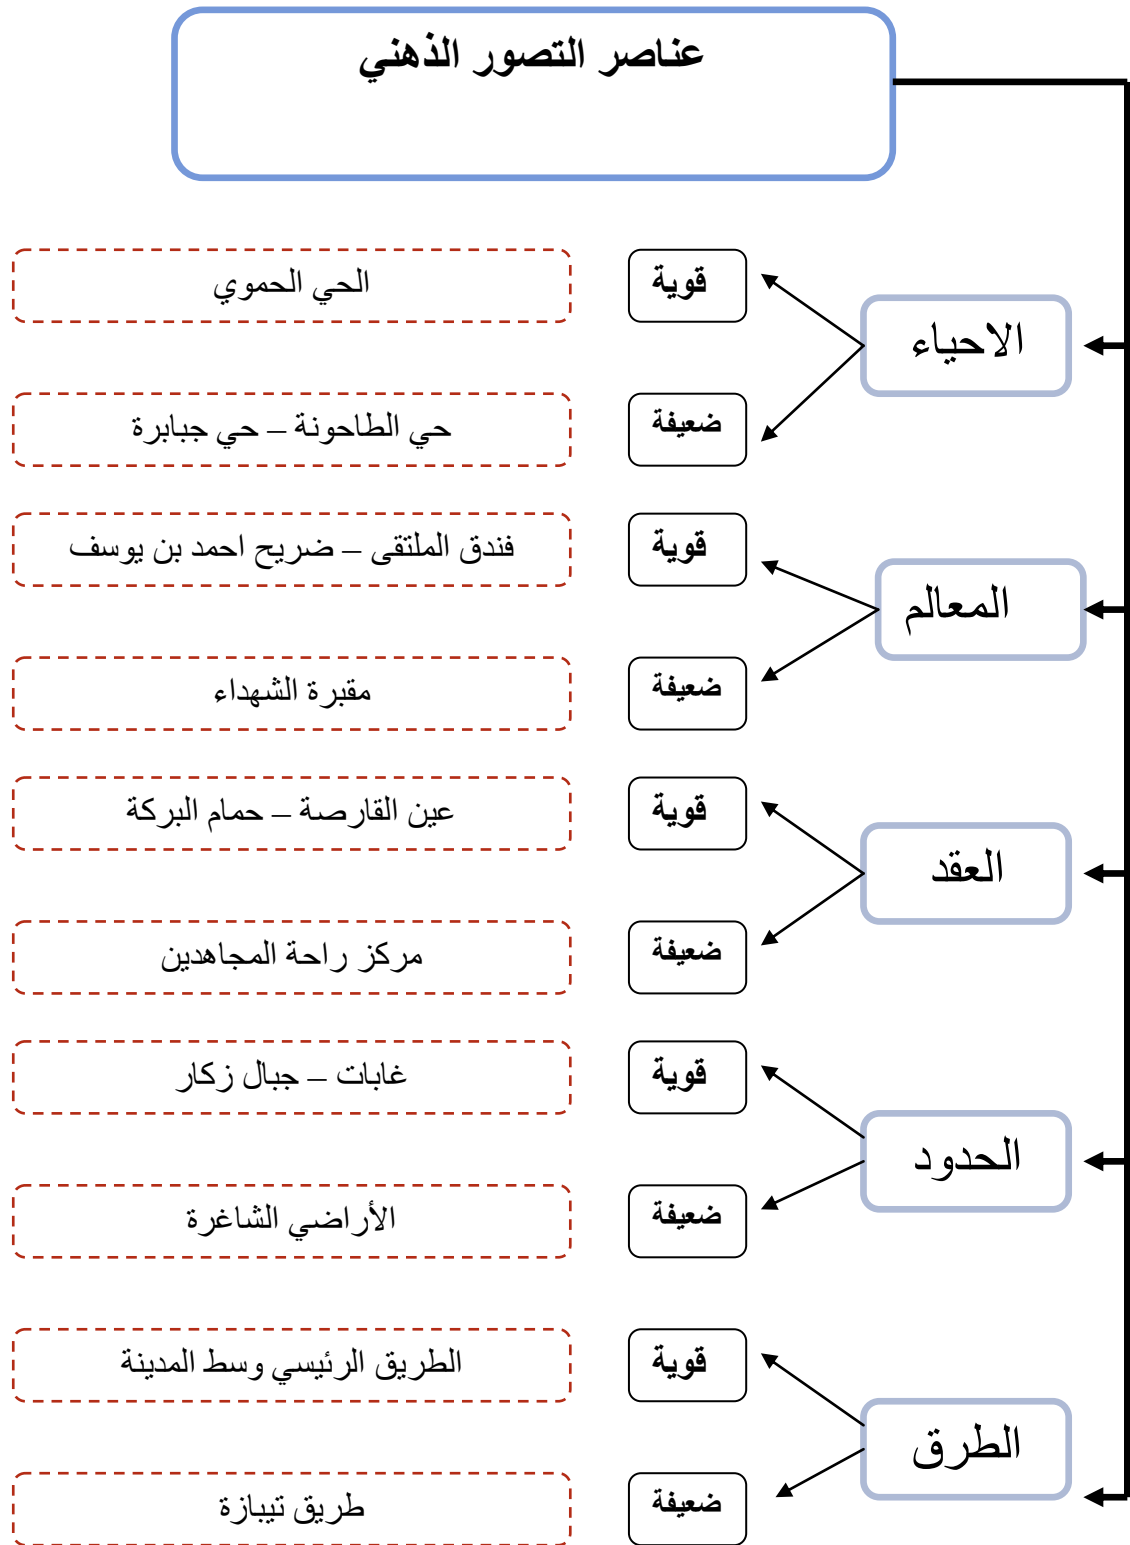 عناصر التصور الذهني
الاحياء
قوية
الحي الحموي
ضعيفة
حي الطاحونة – حي جبابرة
المعالم
قوية
فندق الملتقى – ضريح احمد بن يوسف
ضعيفة
مقبرة الشهداء
العقد
قوية
عين القارصة – حمام البركة
ضعيفة
مركز راحة المجاهدين
الحدود
قوية
غابات – جبال زكار
ضعيفة
الأراضي الشاغرة
الطرق
قوية
الطريق الرئيسي وسط المدينة
ضعيفة
طريق تيبازة